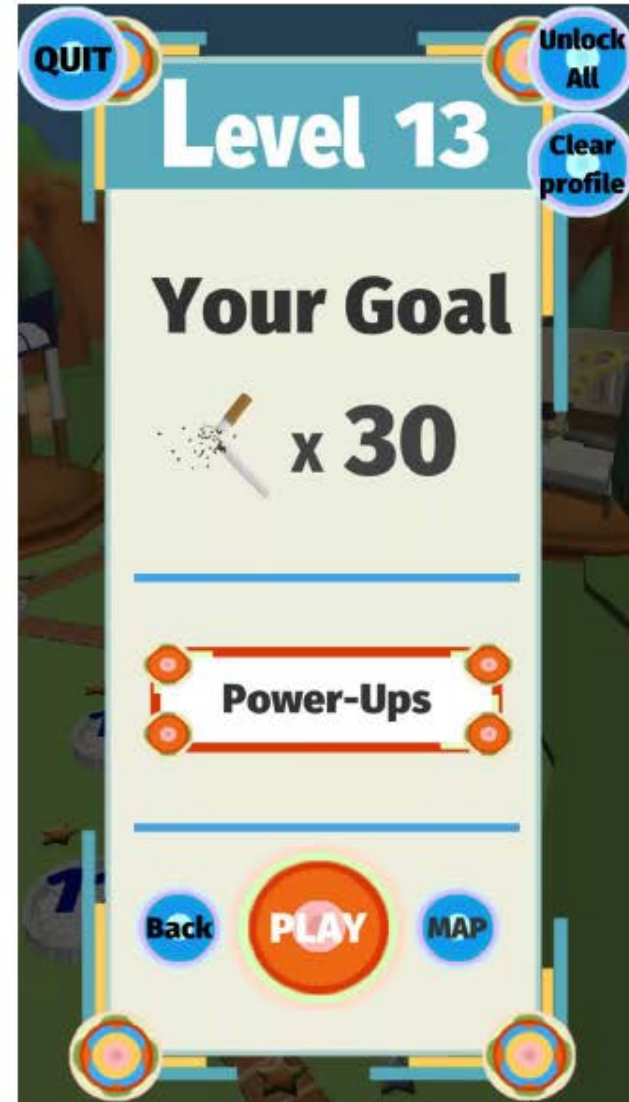 QUIT
Unlock
All
Level 13
Clear
profile
Your Goal
x 30
Power-Ups
Back
PLAY
MAP